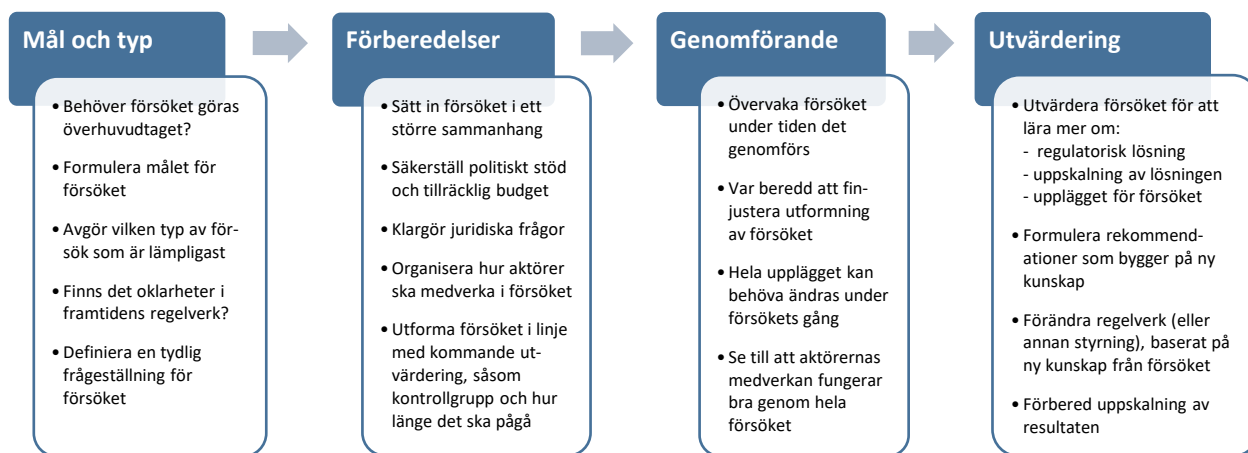 Mål och typ
• Behöver försöket göras
överhuvudtaget?
• Formulera målet för
försöket
• Avgör vilken typ av för-
sök som är lämpligast
• Finns det oklarheter i
framtidens regelverk?
• Definiera en tydlig
frågeställning för
försöket
Förberedelser
• Sätt in försöket i ett
större sammanhang
• Säkerställ politiskt stöd
och tillräcklig budget
• Klargör juridiska frågor
• Organisera hur aktörer
ska medverka i försöket
• Utforma försöket i linje
med kommande ut-
värdering, såsom
kontrollgrupp och hur
länge det ska pågå
Genomförande
• Övervaka försöket
under tiden det
genomförs
• Var beredd att fin-
justera utformning
av försöket
• Hela upplägget kan
behöva ändras under
försökets gång
• Se till att aktörernas
medverkan fungerar
bra genom hela
försöket
Utvärdering
• Utvärdera försöket för att
lära mer om:
- regulatorisk lösning
- uppskalning av lösningen
- upplägget för försöket
• Formulera rekommend-
ationer som bygger på ny
kunskap
• Förändra regelverk (eller
annan styrning), baserat på
ny kunskap från försöket
• Förbered uppskalning av
resultaten